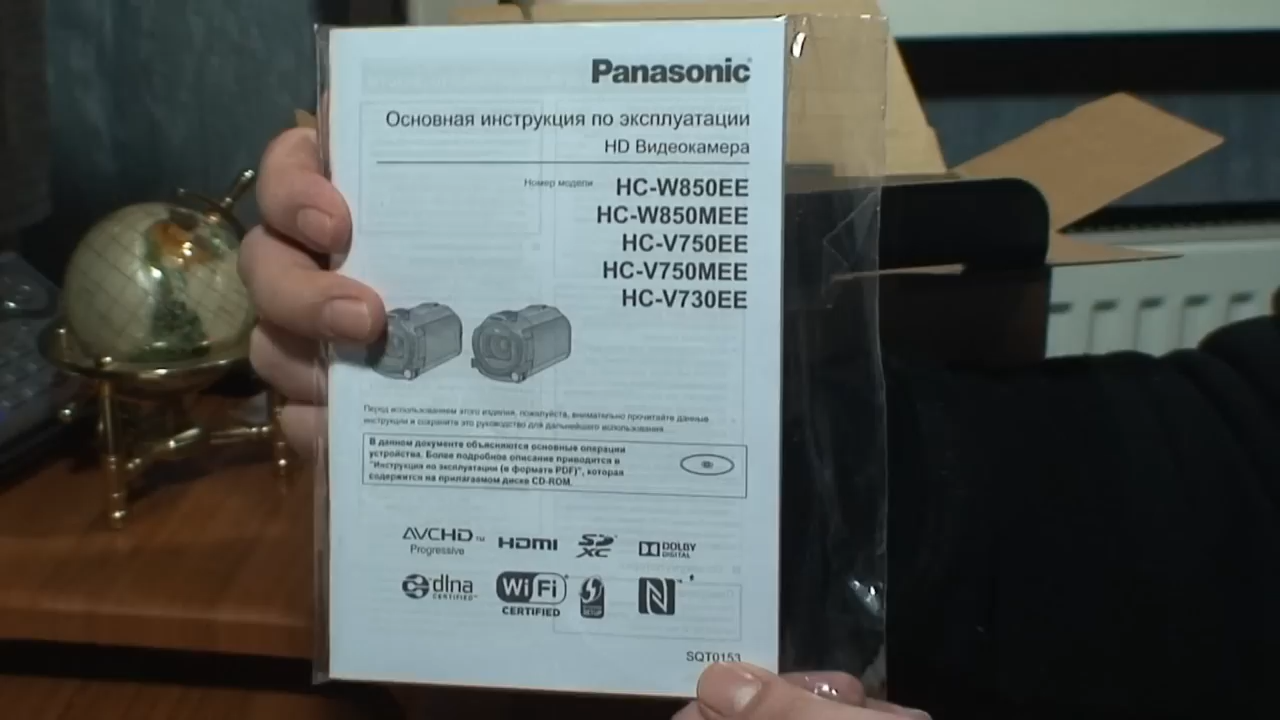 Panasonic
Основная инструкция по эксплуатации
HD Видеокамера
Номер модели HC-W850EE
HC-W850MEE
HC-V750EE
HC-V750MEE
HC-V730EE
Перед использованием этого изделия, пожалуйста, внимательно прочитайте данные
инструкции и сохраните это руководство для дальнейшего использования.
В данном документе объясняются основные операции
устройства. Более подробное описание приводится в
"Инструкция по эксплуатации (в формате PDF)", которая
содержится на прилагаемом диске CD-ROM.
AVCHD™ HDMI SD XC DOLBY
Progressive DIGITAL
dlna Wi Fi N
CERTIFIED CERTIFIED
SQT0153